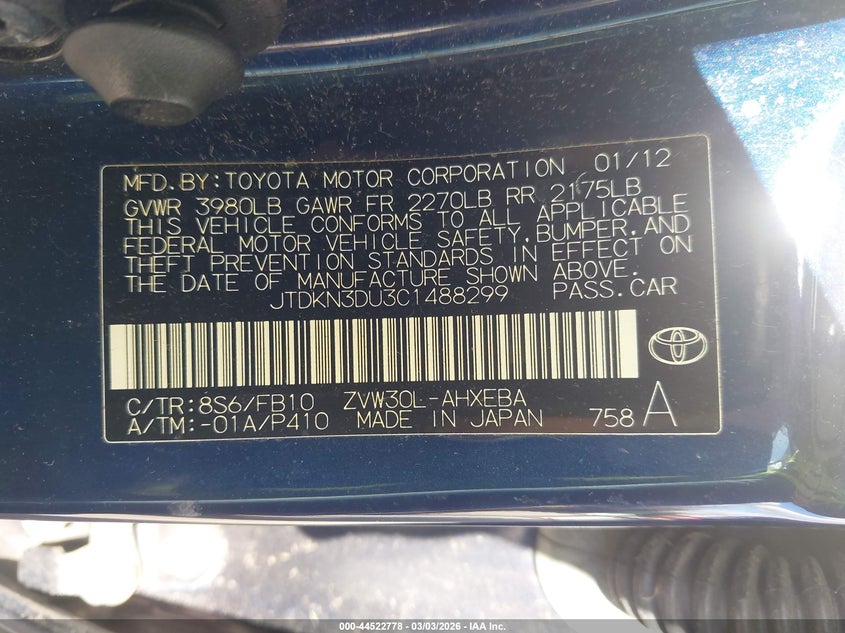 MFD.BY:TOYOTA MOTOR CORPORATION 01/12
GVWR 3980LB GAWR FR 2270LB RR 2175LB
THIS VEHICLE CONFORMS TO ALL APPLICABLE
FEDERAL MOTOR VEHICLE SAFETY,BUMPER,AND
THEFT PREVENTION STANDARDS IN EFFECT ON
THE DATE OF MANUFACTURE SHOWN ABOVE.
JTDKN3DU3C1488299 PASS.CAR
C/TR:8S6/FB10 ZVW30L-AHXEBA
A/TM:-01A/P410 MADE IN JAPAN 758 A
000-44522778 - 03/03/2026 - IAA Inc.